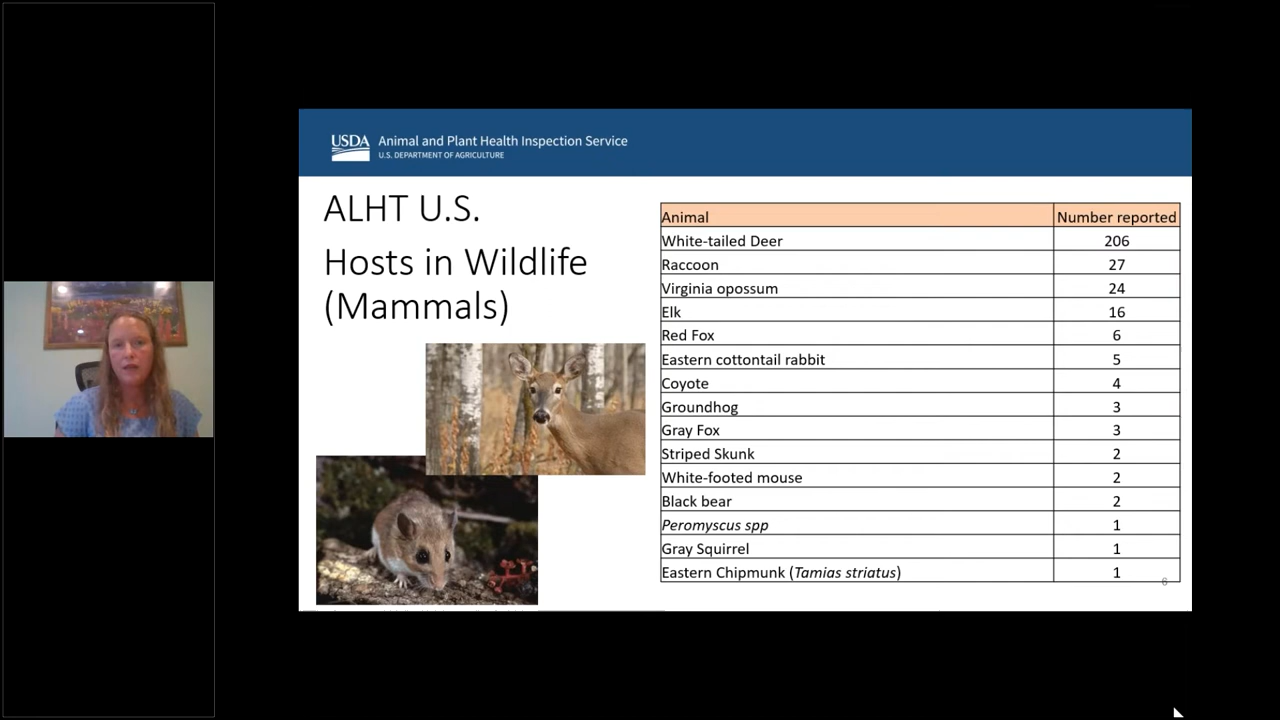 USDA Animal and Plant Health Inspection Service
U.S. DEPARTMENT OF AGRICULTURE
ALHT U.S.
Hosts in Wildlife
(Mammals)
Animal Number reported
White-tailed Deer 206
Raccoon 27
Virginia opossum 24
Elk 16
Red Fox 6
Eastern cottontail rabbit 5
Coyote 4
Groundhog 3
Gray Fox 3
Striped Skunk 2
White-footed mouse 2
Black bear 2
Peromyscus spp 1
Gray Squirrel 1
Eastern Chipmunk (Tamias striatus) 1
6